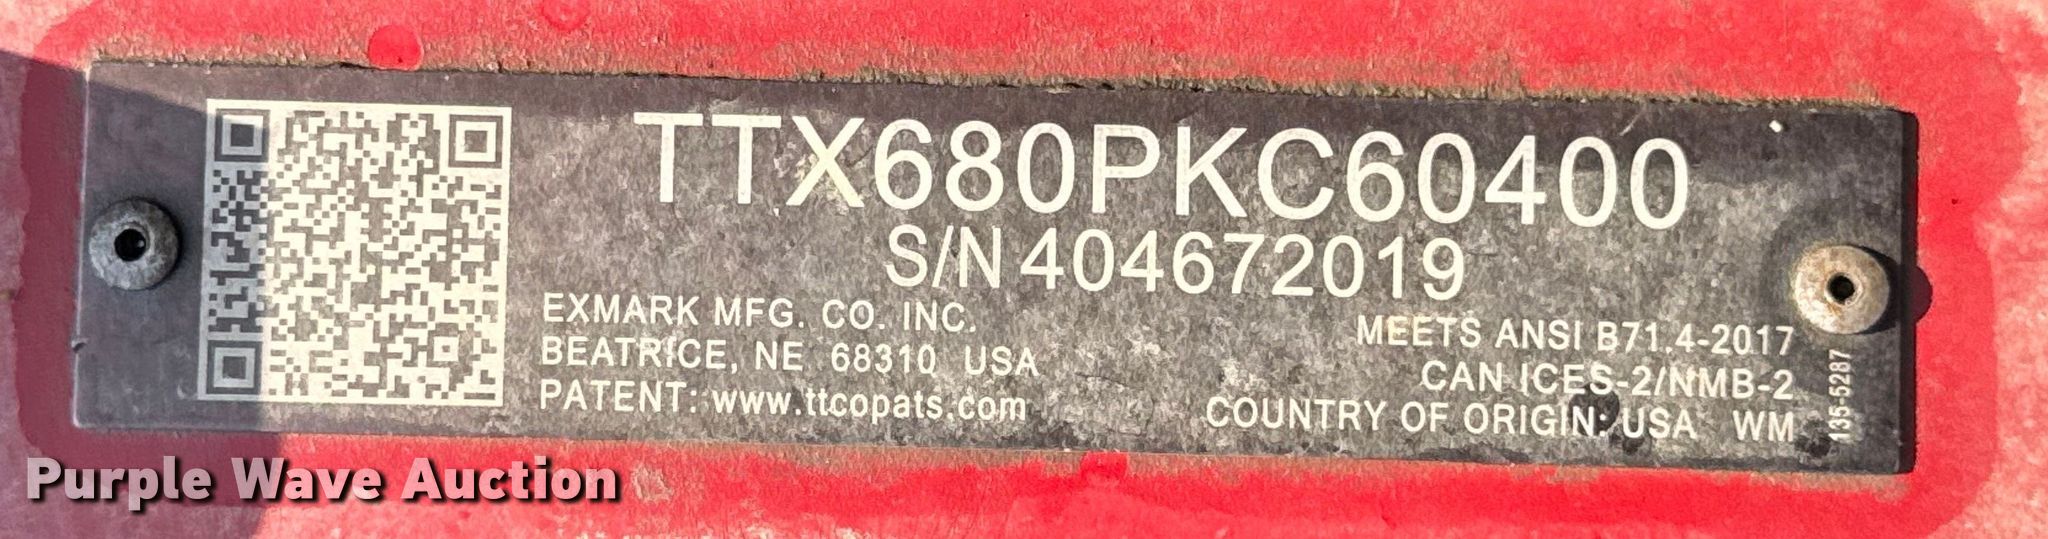 TTX680PKC60400
S/N 404672019
EXMARK MFG. CO. INC.
BEATRICE, NE 68310 USA
PATENT: www.ttcopats.com
MEETS ANSI B71.4-2017
CAN ICES-2/NMB-2
COUNTRY OF ORIGIN: USA WM
135-5287
Purple Wave Auction